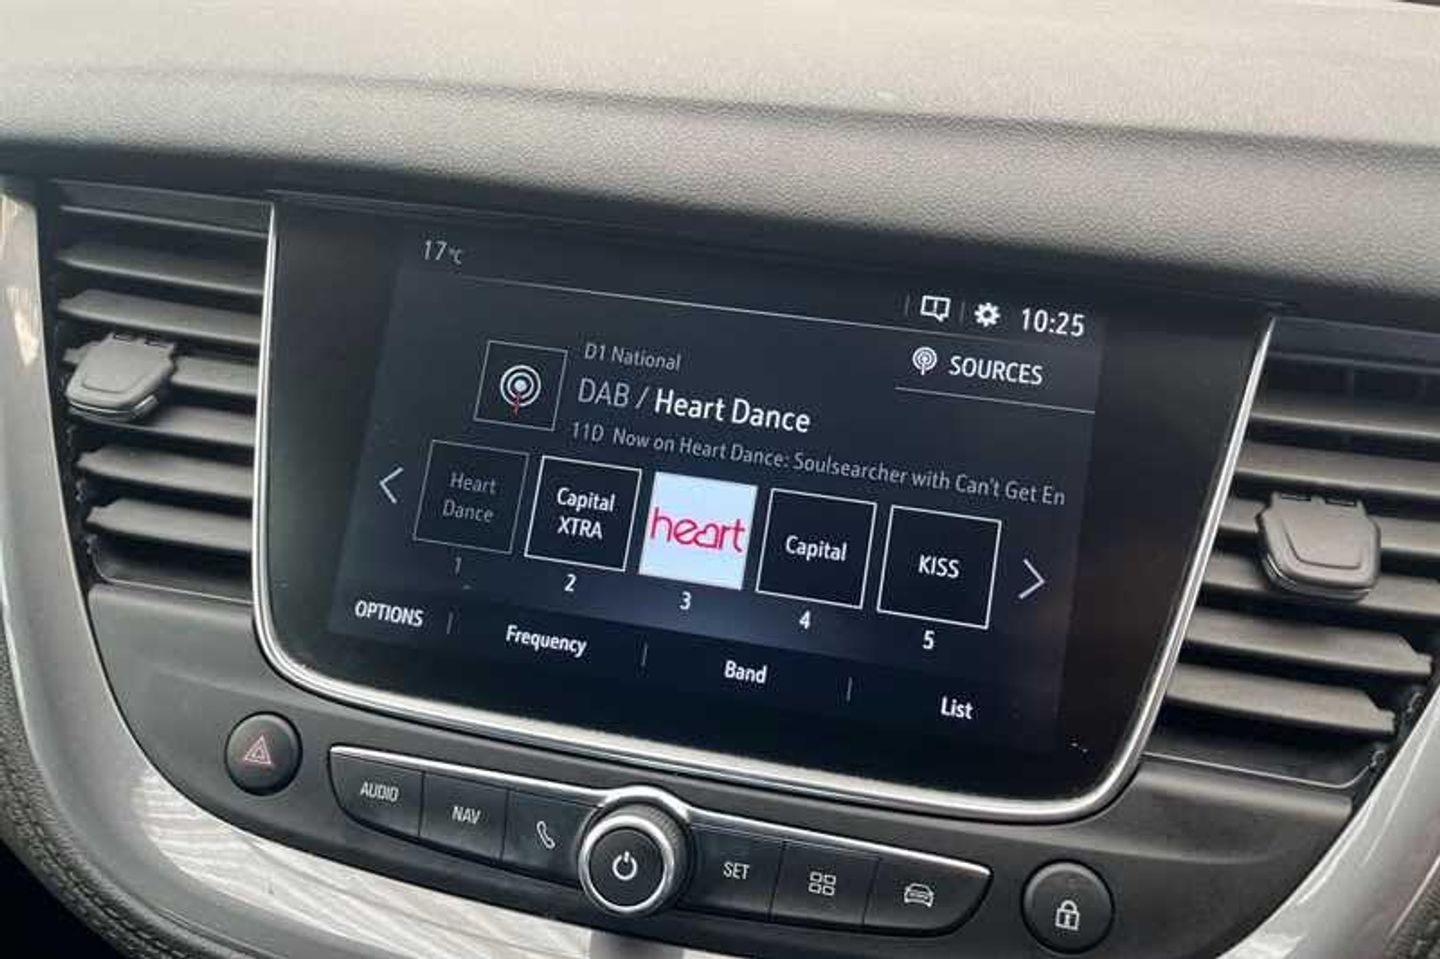 17°C
10:25
SOURCES
D1 National
DAB / Heart Dance
11D Now on Heart Dance: Soulsearcher with Can't Get En
Heart
Dance
Capital
XTRA
heart
Capital
KISS
1
2
3
4
5
OPTIONS
Frequency
Band
List
AUDIO
NAV
SET